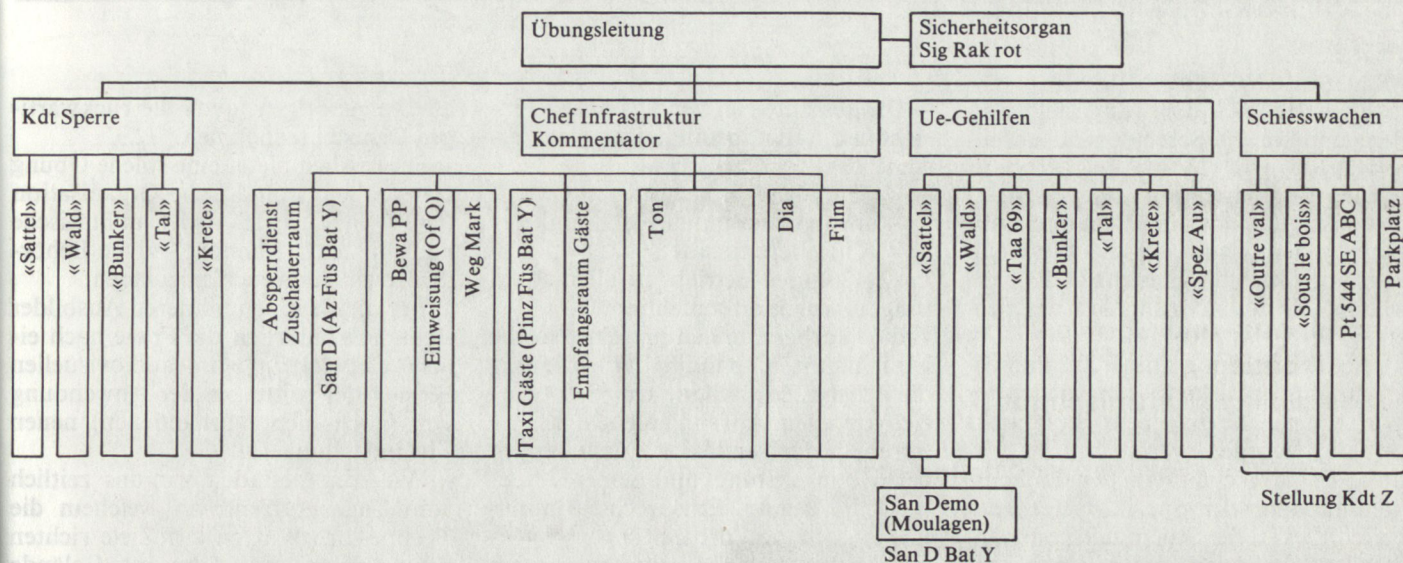 Übungsleitung
Sicherheitsorgan
Sig Rak rot
Kdt Sperre
Chef Infrastruktur
Kommentator
Ue-Gehilfen
Schiesswachen
«Sattel»
«Wald»
«Bunker»
«Tal»
«Krete»
Absperrdienst
Zuschauerraum
San D (Az Füs Bat Y)
Bewa PP
Einweisung (Of Q)
Weg Mark
Taxi Gäste (Pinz Füs Bat Y)
Empfangsraum Gäste
Ton
Dia
Film
«Sattel»
«Wald»
«Taa 69»
«Bunker»
«Tal»
«Krete»
«Spez Au»
«Outre val»
«Sous le bois»
Pt 544 SE ABC
Parkplatz
San Demo
(Moulagen)
San D Bat Y
Stellung Kdt Z